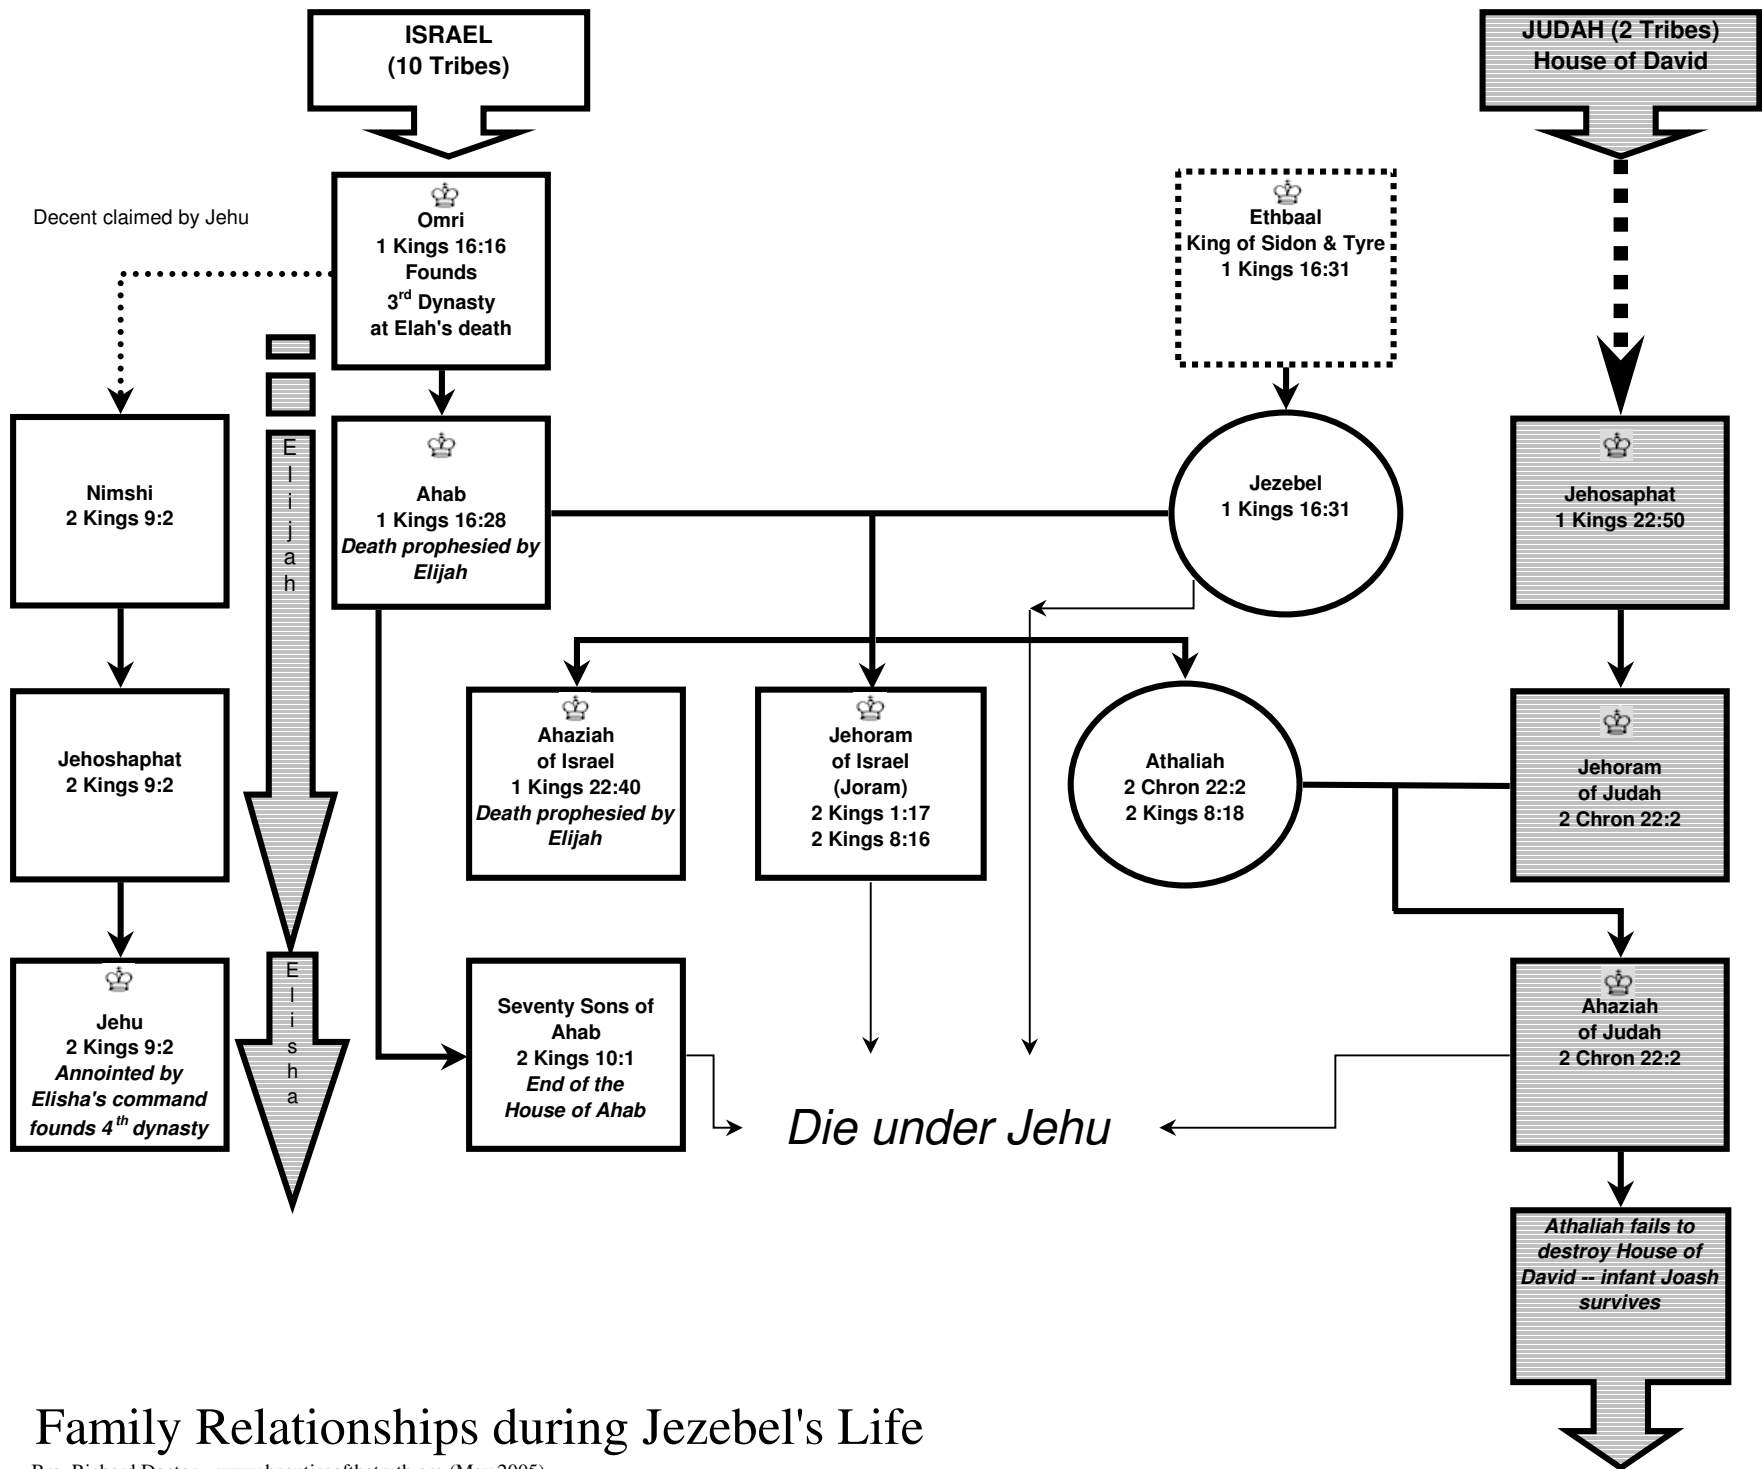 ISRAEL
(10 Tribes)
JUDAH (2 Tribes)
House of David
Decent claimed by Jehu
Omri
1 Kings 16:16
Founds
3rd Dynasty
at Elah's death
Ethbaal
King of Sidon & Tyre
1 Kings 16:31
Nimshi
2 Kings 9:2
Elijah
Ahab
1 Kings 16:28
Death prophesied by
Elijah
Jezebel
1 Kings 16:31
Jehosaphat
1 Kings 22:50
Jehoshaphat
2 Kings 9:2
Ahaziah
of Israel
1 Kings 22:40
Death prophesied by
Elijah
Jehoram
of Israel
(Joram)
2 Kings 1:17
2 Kings 8:16
Athaliah
2 Chron 22:2
2 Kings 8:18
Jehoram
of Judah
2 Chron 22:2
Jehu
2 Kings 9:2
Annointed by
Elisha's command
founds 4th dynasty
Elisha
Seventy Sons of
Ahab
2 Kings 10:1
End of the
House of Ahab
Die under Jehu
Ahaziah
of Judah
2 Chron 22:2
Athaliah fails to
destroy House of
David -- infant Joash
survives
Family Relationships during Jezebel's Life